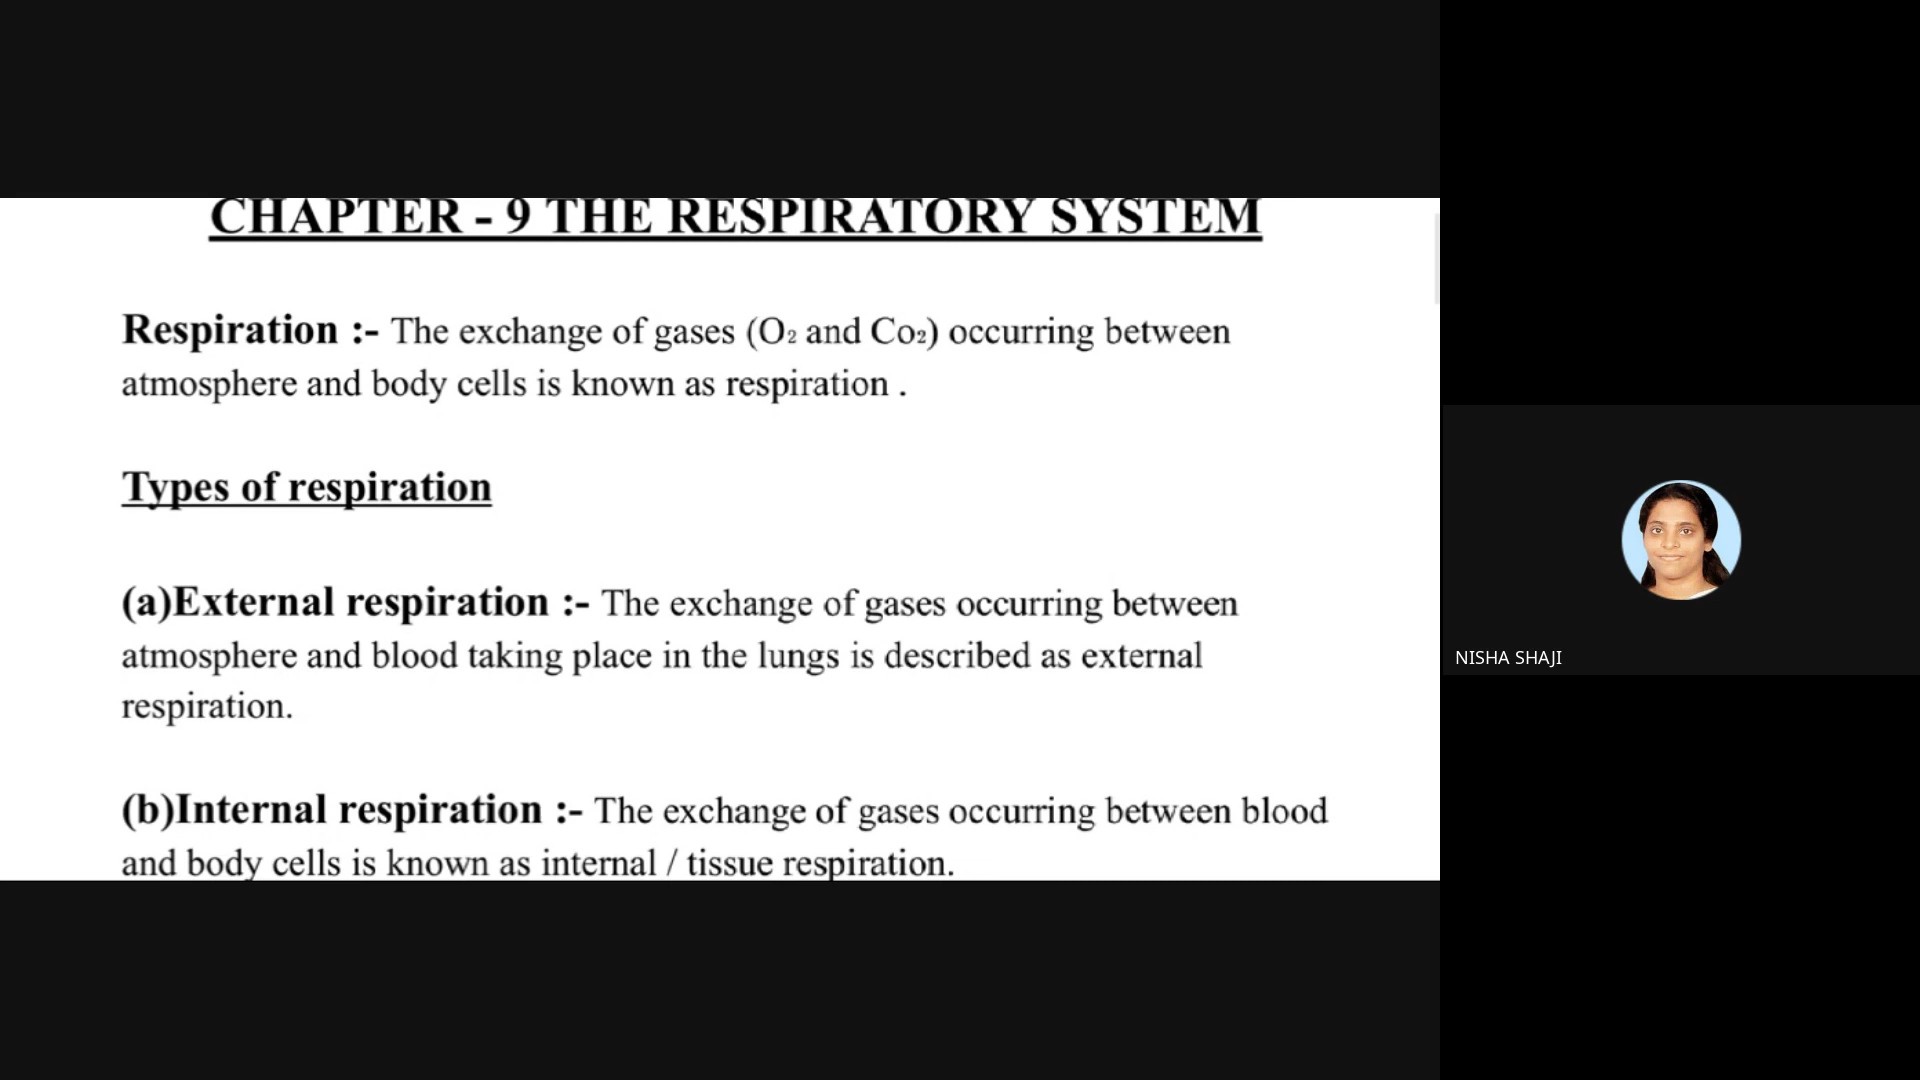 CHAPTER - 9 THE RESPIRATORY SYSTEM
Respiration :- The exchange of gases (O₂ and Co₂) occurring between
atmosphere and body cells is known as respiration .
Types of respiration
(a)External respiration :- The exchange of gases occurring between
atmosphere and blood taking place in the lungs is described as external
respiration.
(b)Internal respiration :- The exchange of gases occurring between blood
and body cells is known as internal / tissue respiration.
NISHA SHAJI